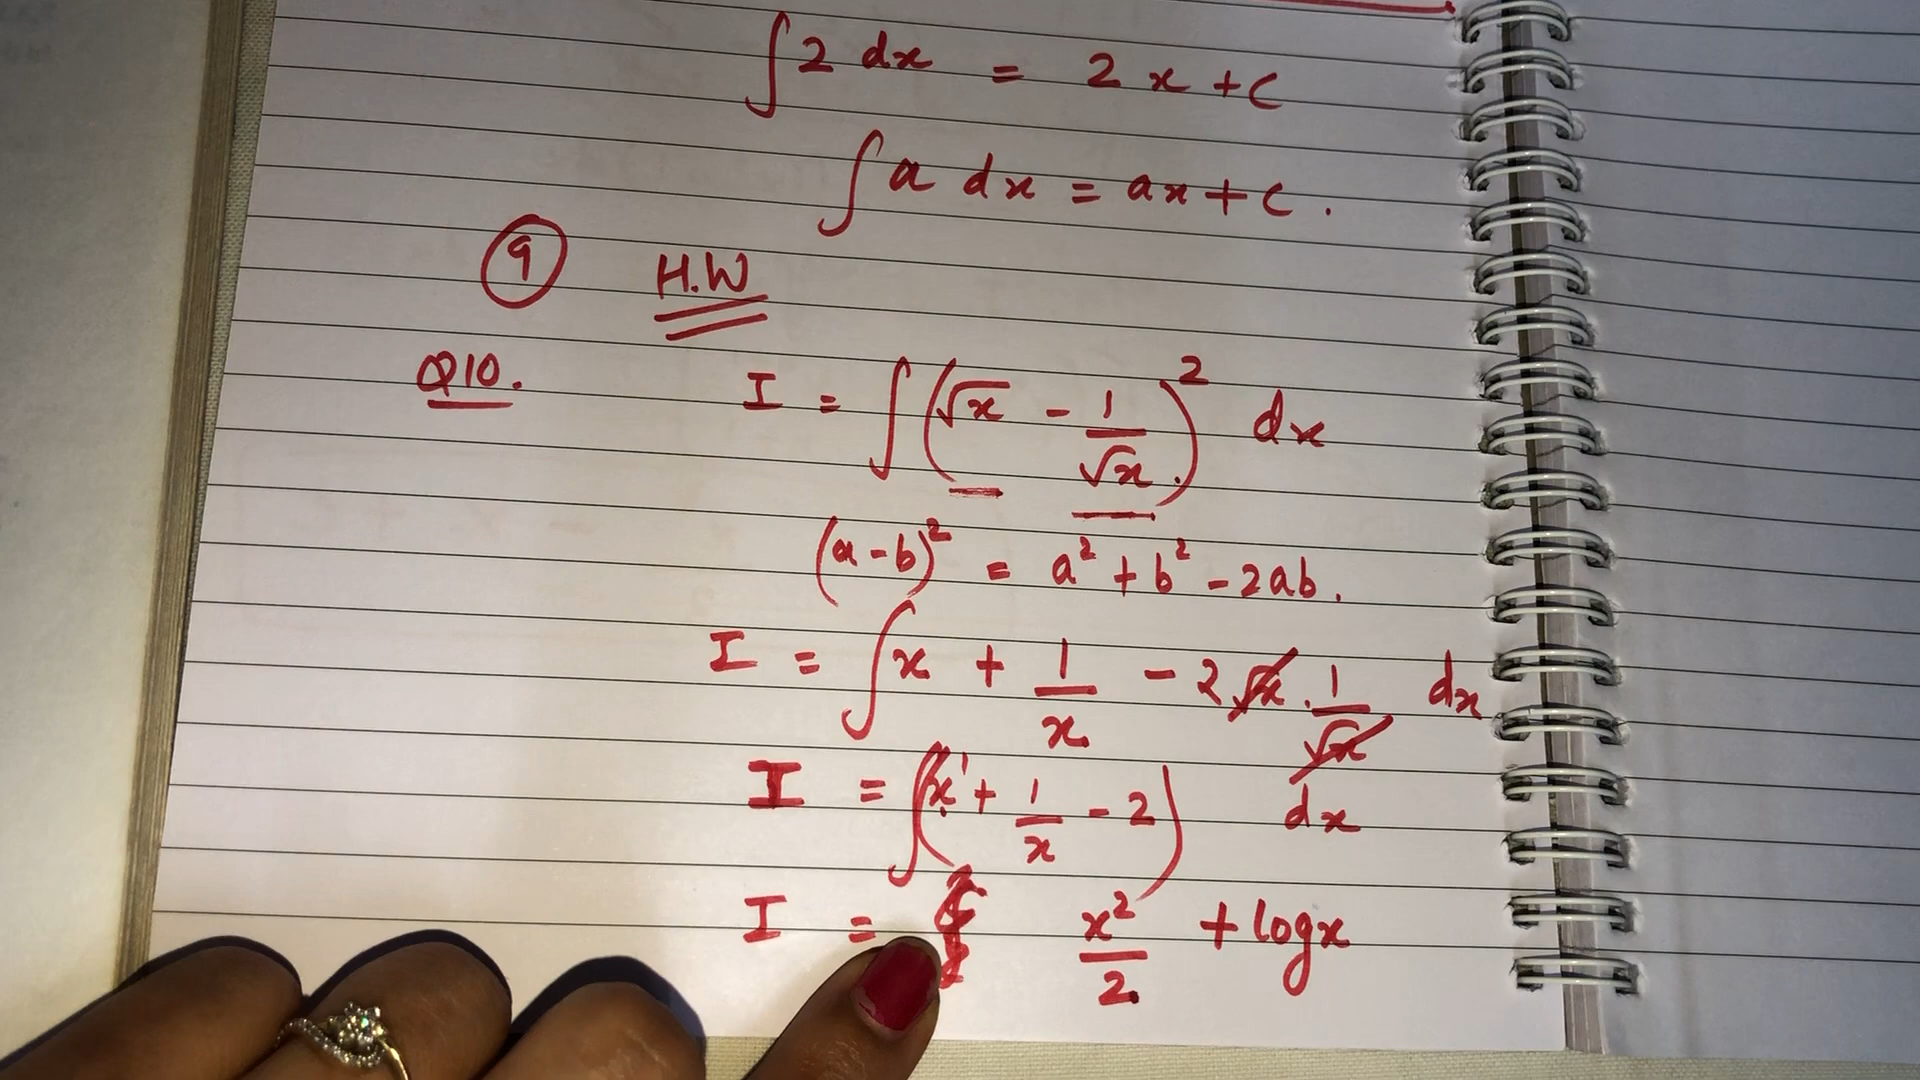 ∫2 dx = 2x + c
∫a dx = ax + c.
9 H.W
Q10. I = ∫(√x - 1/√x)² dx
(a - b)² = a² + b² - 2ab.
I = ∫x + 1/x - 2√x . 1/√x dx
I = ∫(x¹ + 1/x - 2) dx
I = x²/2 + logx